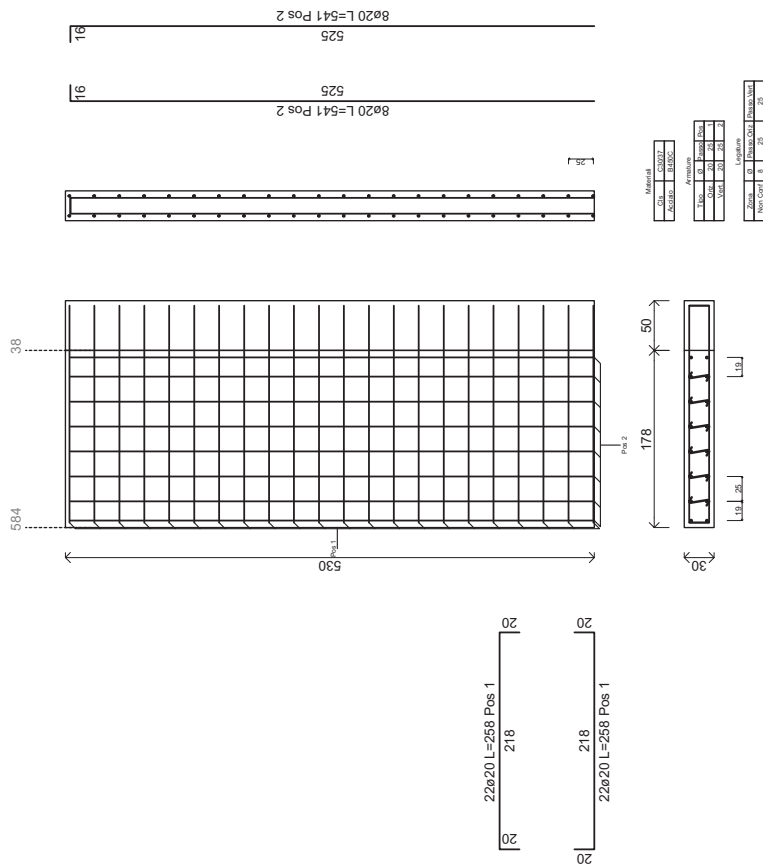 8ø20 L=541 Pos 2
525
16
525
16
8ø20 L=541 Pos 2
25
Materiali
Cls C30/37
Acciaio B450C
Armature
Tipo Ø Passo Pos
Oriz. 20 25 1
Vert. 20 25 2
Legature
Zona Ø Passo Oriz. Passo Vert.
Non Conf 8 25 25
38
584
50
178
19
25
19
30
Pos 2
Pos 1
530
20
20
22ø20 L=258 Pos 1
218
218
22ø20 L=258 Pos 1
20
20